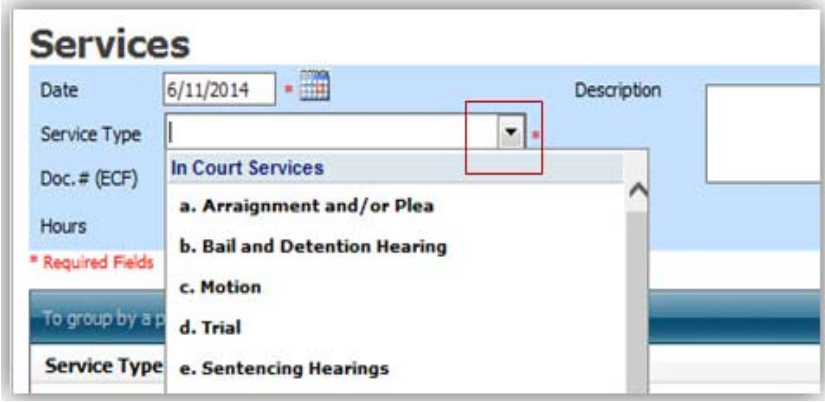 Services
Date 6/11/2014 * Description
Service Type *
In Court Services
Doc. # (ECF)
a. Arraignment and/or Plea
Hours
b. Bail and Detention Hearing
* Required Fields
c. Motion
To group by a p
d. Trial
Service Type
e. Sentencing Hearings